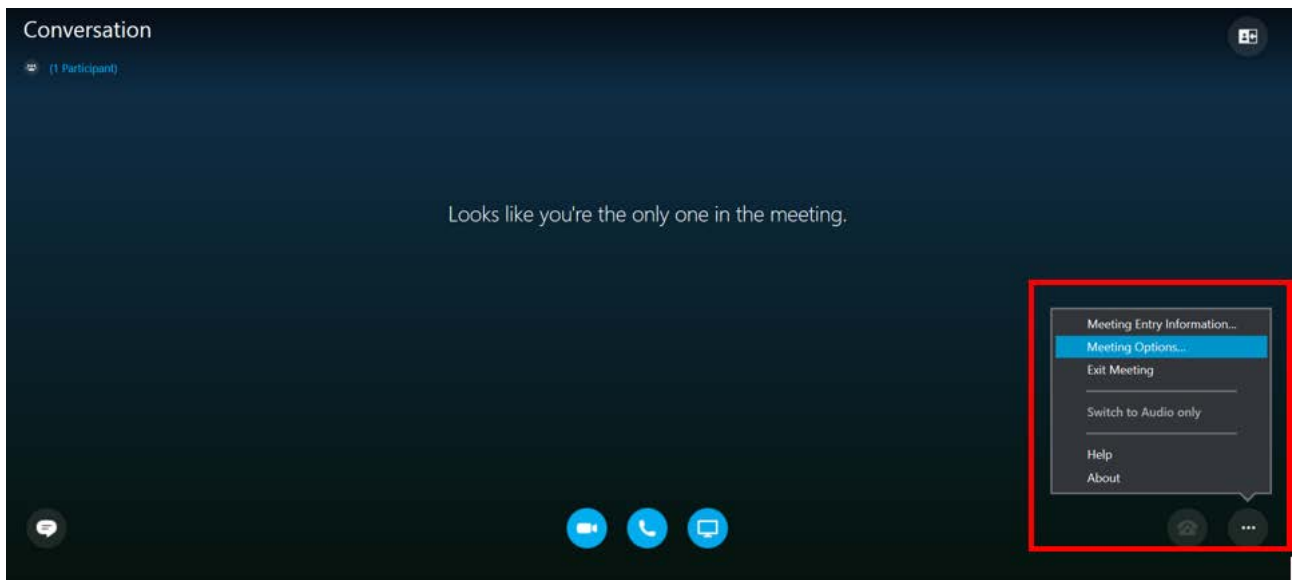 Conversation
(1 Participant)
Looks like you're the only one in the meeting.
Meeting Entry Information...
Meeting Options...
Exit Meeting
Switch to Audio only
Help
About